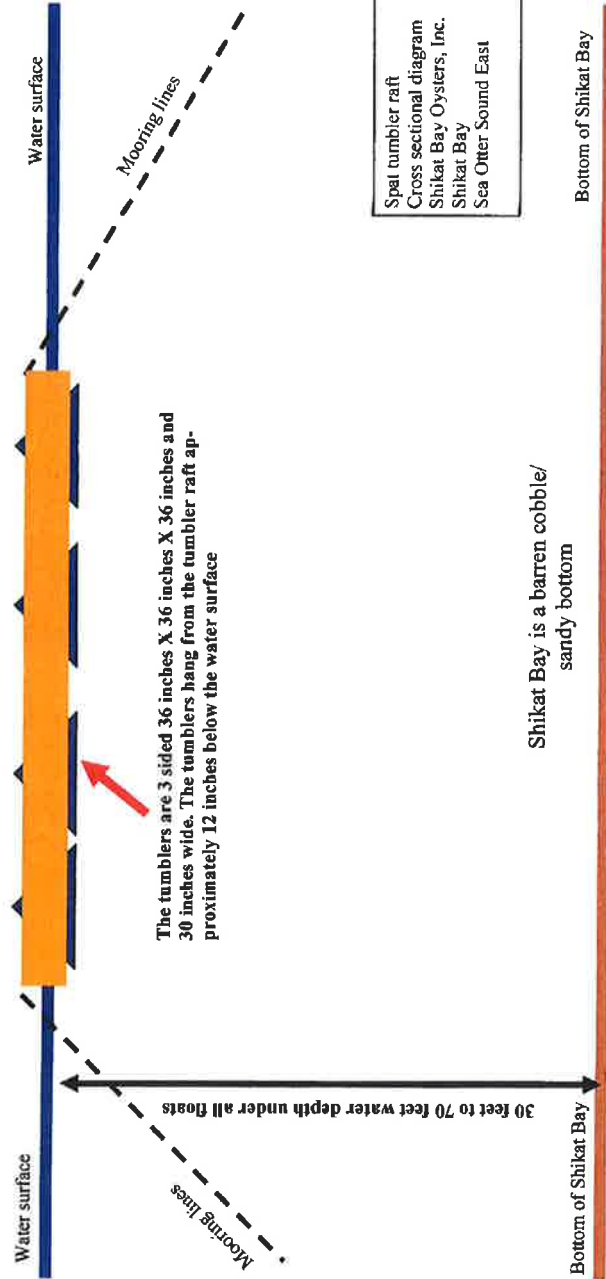 Water surface
Water surface
Mooring lines
Mooring lines
The tumblers are 3 sided 36 inches X 36 inches X 36 inches and
30 inches wide. The tumblers hang from the tumbler raft ap-
proximately 12 inches below the water surface
30 feet to 70 feet water depth under all floats
Spat tumbler raft
Cross sectional diagram
Shikat Bay Oysters, Inc.
Shikat Bay
Sea Otter Sound East
Shikat Bay is a barren cobble/
sandy bottom
Bottom of Shikat Bay
Bottom of Shikat Bay